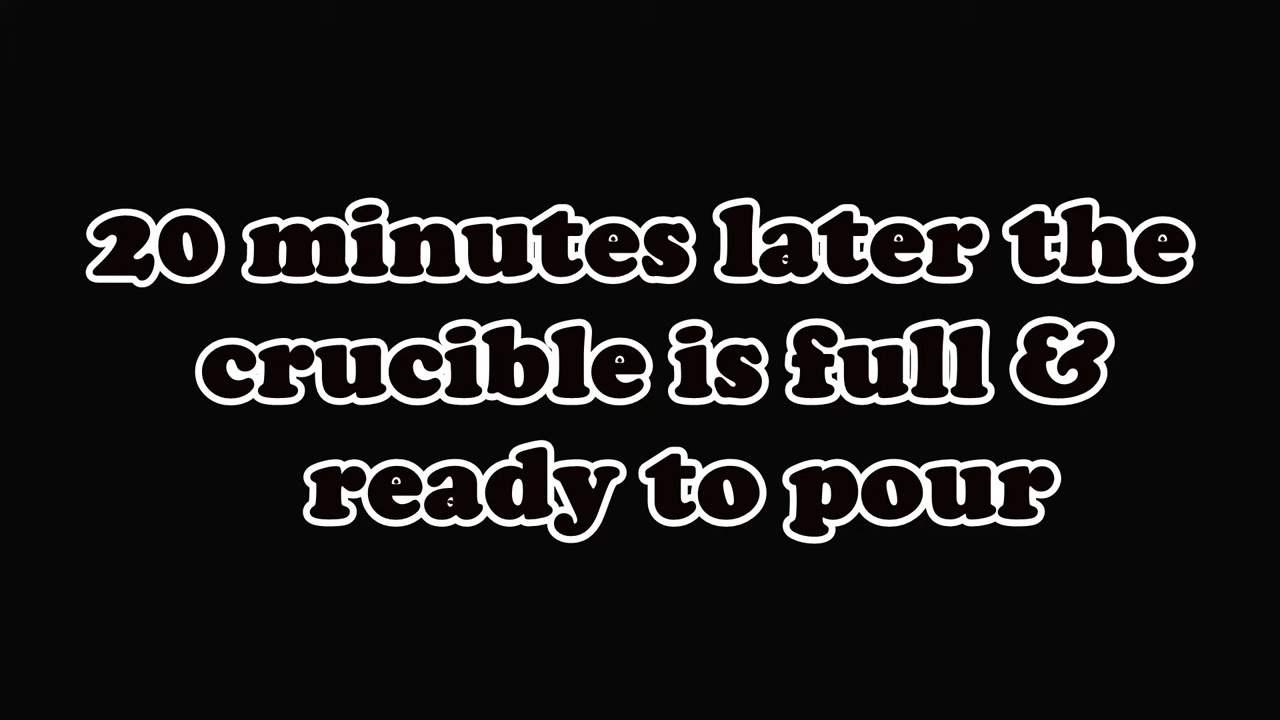 20 minutes later the
crucible is full &
ready to pour